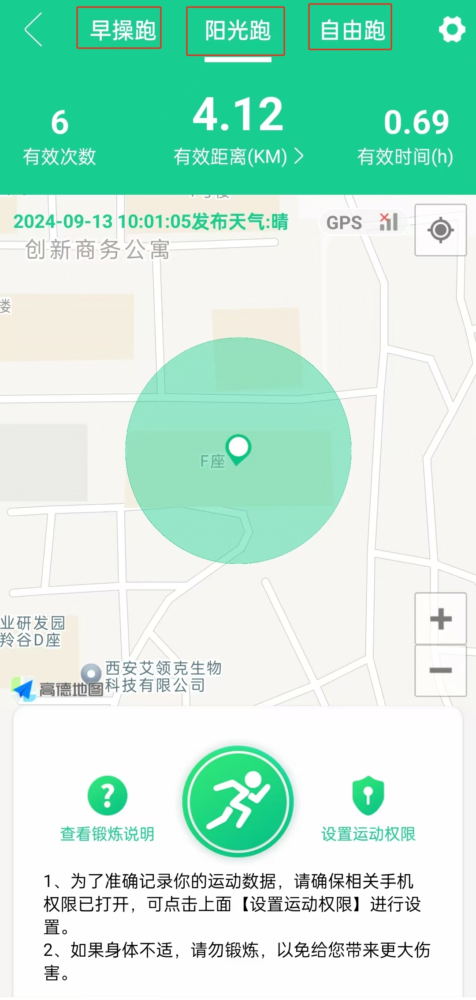 早操跑
阳光跑
自由跑
6
4.12
0.69
有效次数
有效距离(KM)
有效时间(h)
2024-09-13 10:01:05发布天气:晴
GPS
创新商务公寓
楼
F座
业研发园
羚谷D座
西安艾领克生物
科技有限公司
高德地图
查看锻炼说明
设置运动权限
1、为了准确记录你的运动数据，请确保相关手机
权限已打开，可点击上面【设置运动权限】进行设
置。
2、如果身体不适，请勿锻炼，以免给您带来更大伤
害。